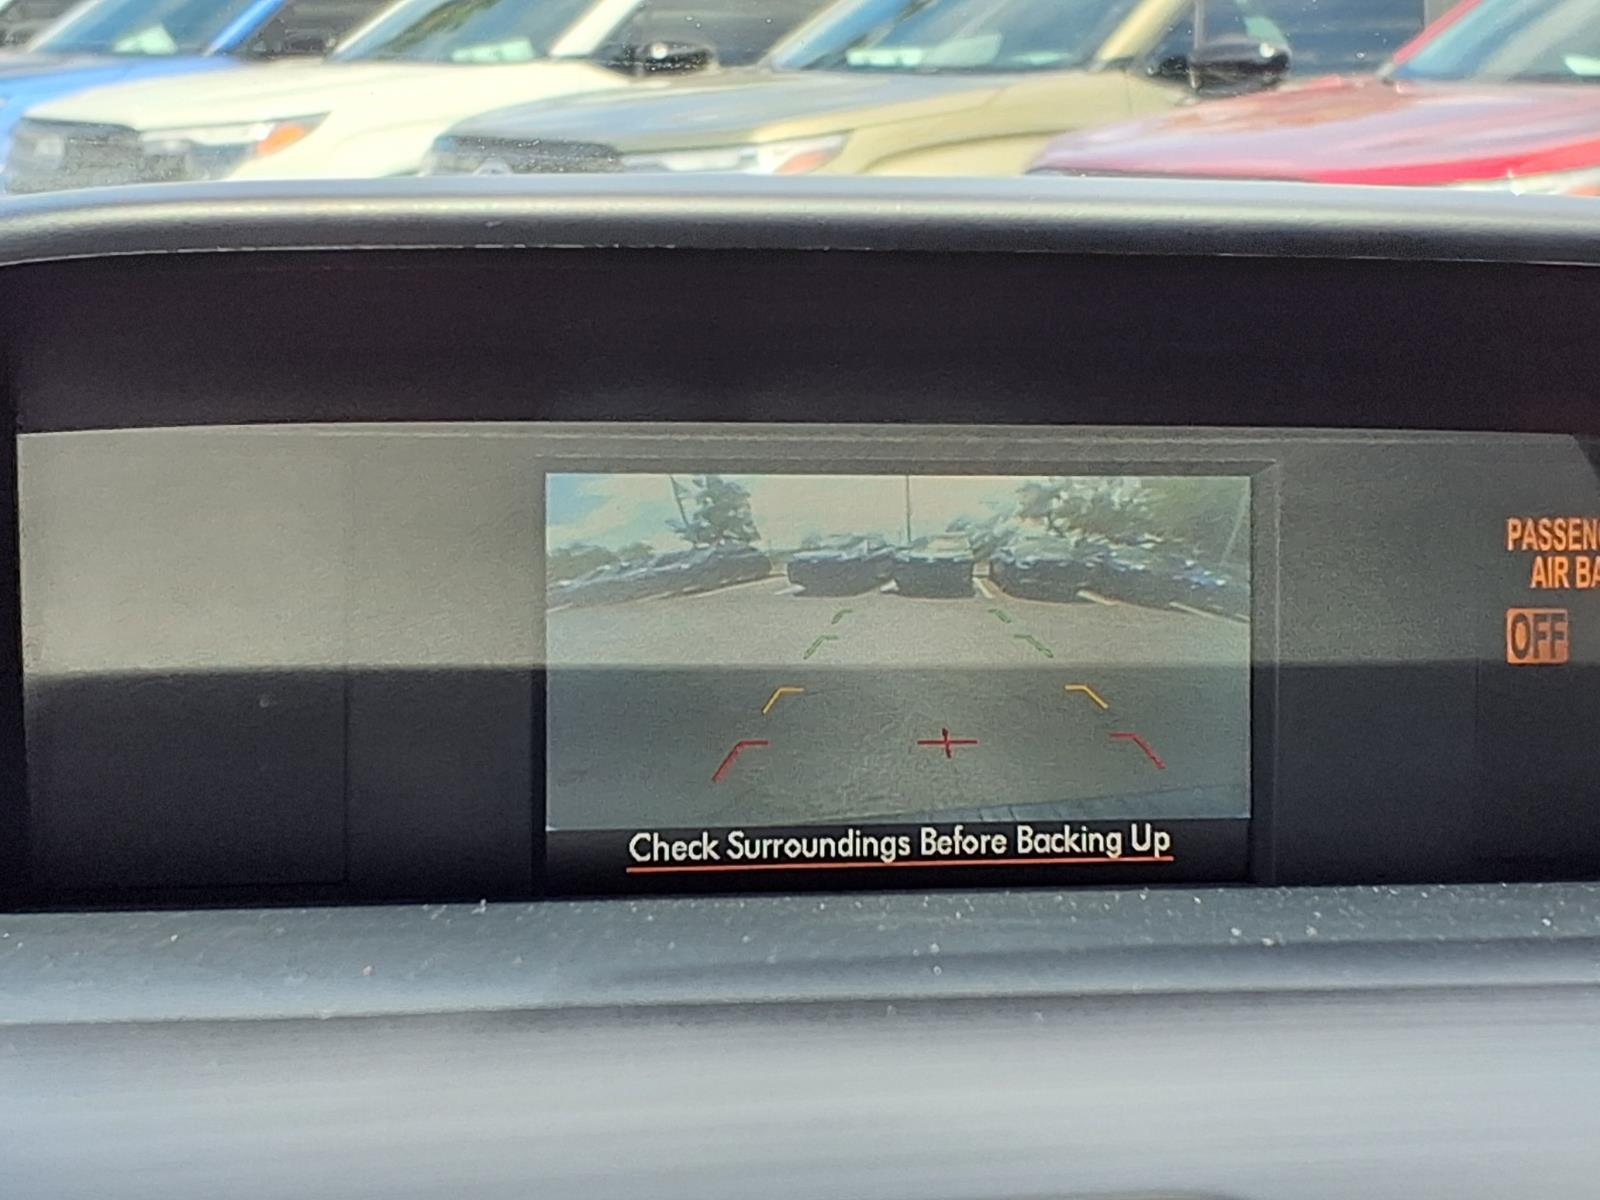 PASSEN
AIR BA
OFF
Check Surroundings Before Backing Up